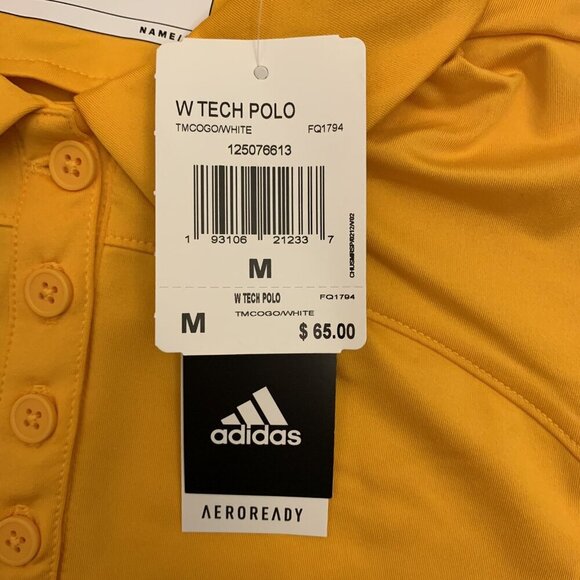 NAME/
W TECH POLO
TMCOGO/WHITE FQ1794
125076613
1 93106 21233 7
M
W TECH POLO FQ1794
M TMCOGO/WHITE
$ 65.00
adidas
AEROREADY